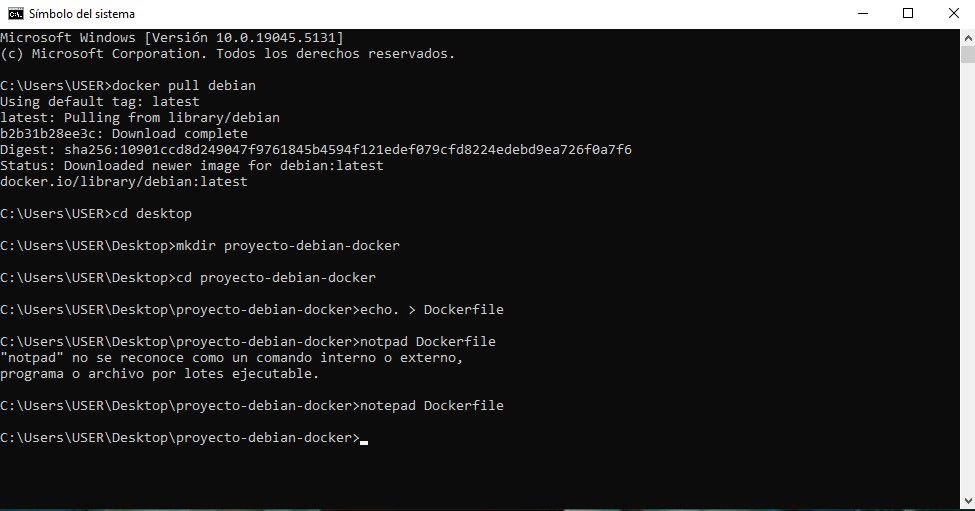 Símbolo del sistema
Microsoft Windows [Versión 10.0.19045.5131]
(c) Microsoft Corporation. Todos los derechos reservados.
C:\Users\USER>docker pull debian
Using default tag: latest
latest: Pulling from library/debian
b2b31b28ee3c: Download complete
Digest: sha256:10901ccd8d249047f9761845b4594f121edef079cfd8224edebd9ea726f0a7f6
Status: Downloaded newer image for debian:latest
docker.io/library/debian:latest
C:\Users\USER>cd desktop
C:\Users\USER\Desktop>mkdir proyecto-debian-docker
C:\Users\USER\Desktop>cd proyecto-debian-docker
C:\Users\USER\Desktop\proyecto-debian-docker>echo. > Dockerfile
C:\Users\USER\Desktop\proyecto-debian-docker>notpad Dockerfile
"notpad" no se reconoce como un comando interno o externo,
programa o archivo por lotes ejecutable.
C:\Users\USER\Desktop\proyecto-debian-docker>notepad Dockerfile
C:\Users\USER\Desktop\proyecto-debian-docker>